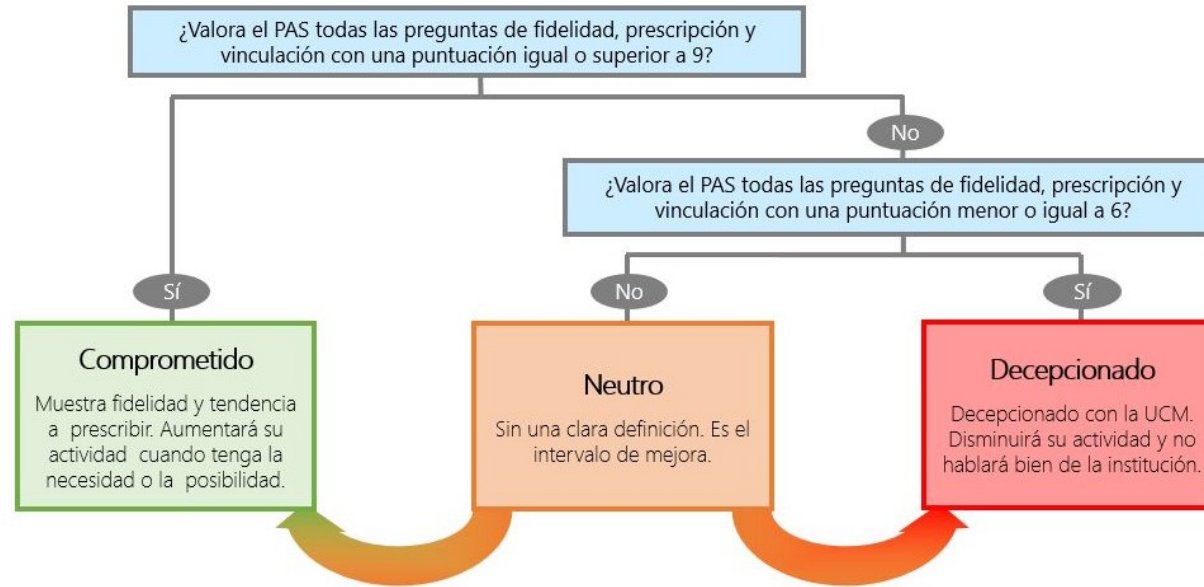 ¿Valora el PAS todas las preguntas de fidelidad, prescripción y
vinculación con una puntuación igual o superior a 9?
No
¿Valora el PAS todas las preguntas de fidelidad, prescripción y
vinculación con una puntuación menor o igual a 6?
Sí
No
Sí
Comprometido
Muestra fidelidad y tendencia
a prescribir. Aumentará su
actividad cuando tenga la
necesidad o la posibilidad.
Neutro
Sin una clara definición. Es el
intervalo de mejora.
Decepcionado
Decepcionado con la UCM.
Disminuirá su actividad y no
hablará bien de la institución.